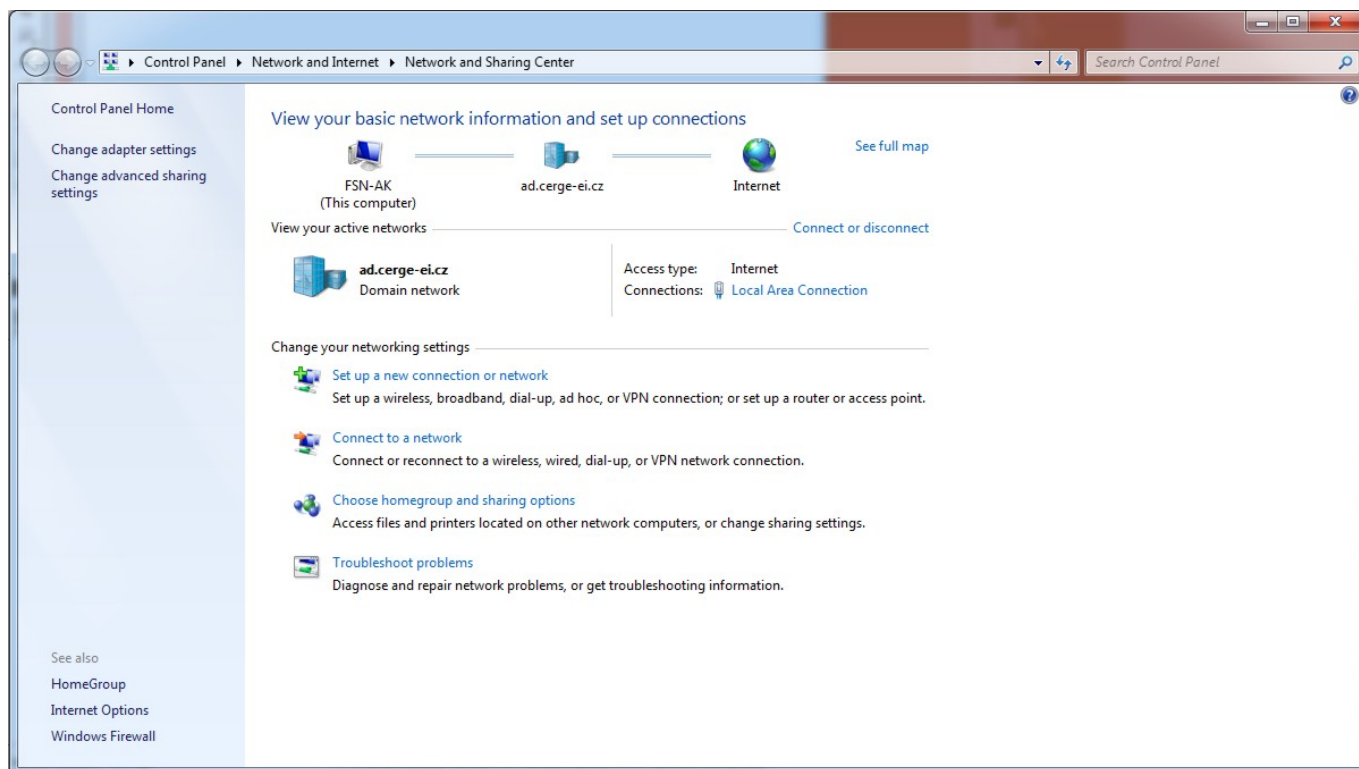 Control Panel ▸ Network and Internet ▸ Network and Sharing Center
Search Control Panel
Control Panel Home
Change adapter settings
Change advanced sharing
settings
See also
HomeGroup
Internet Options
Windows Firewall
View your basic network information and set up connections
See full map
FSN-AK
(This computer)
ad.cerge-ei.cz
Internet
View your active networks
Connect or disconnect
ad.cerge-ei.cz
Domain network
Access type: Internet
Connections: Local Area Connection
Change your networking settings
Set up a new connection or network
Set up a wireless, broadband, dial-up, ad hoc, or VPN connection; or set up a router or access point.
Connect to a network
Connect or reconnect to a wireless, wired, dial-up, or VPN network connection.
Choose homegroup and sharing options
Access files and printers located on other network computers, or change sharing settings.
Troubleshoot problems
Diagnose and repair network problems, or get troubleshooting information.